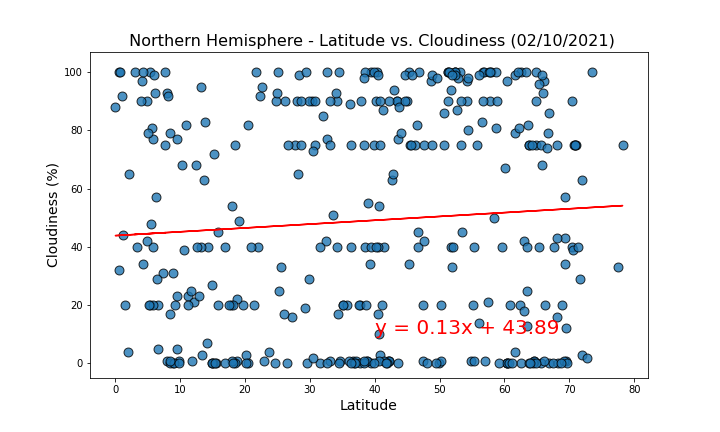 Northern Hemisphere - Latitude vs. Cloudiness (02/10/2021)
100
80
60
40
20
0
Cloudiness (%)
y = 0.13x + 43.89
0 10 20 30 40 50 60 70 80
Latitude